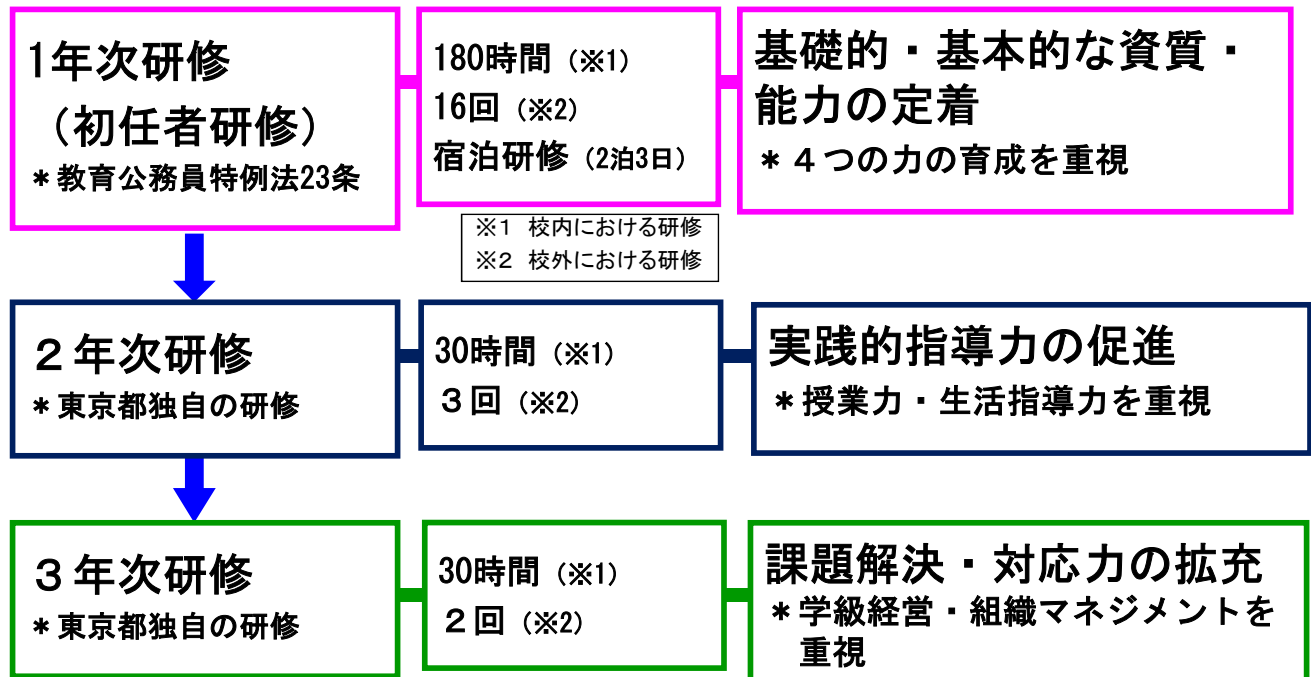 1年次研修
（初任者研修）
＊教育公務員特例法23条
180時間（※1）
16回（※2）
宿泊研修（2泊3日）
基礎的・基本的な資質・
能力の定着
＊４つの力の育成を重視
※1　校内における研修
※2　校外における研修
２年次研修
＊東京都独自の研修
30時間（※1）
３回（※2）
実践的指導力の促進
＊授業力・生活指導力を重視
３年次研修
＊東京都独自の研修
30時間（※1）
２回（※2）
課題解決・対応力の拡充
＊学級経営・組織マネジメントを
重視